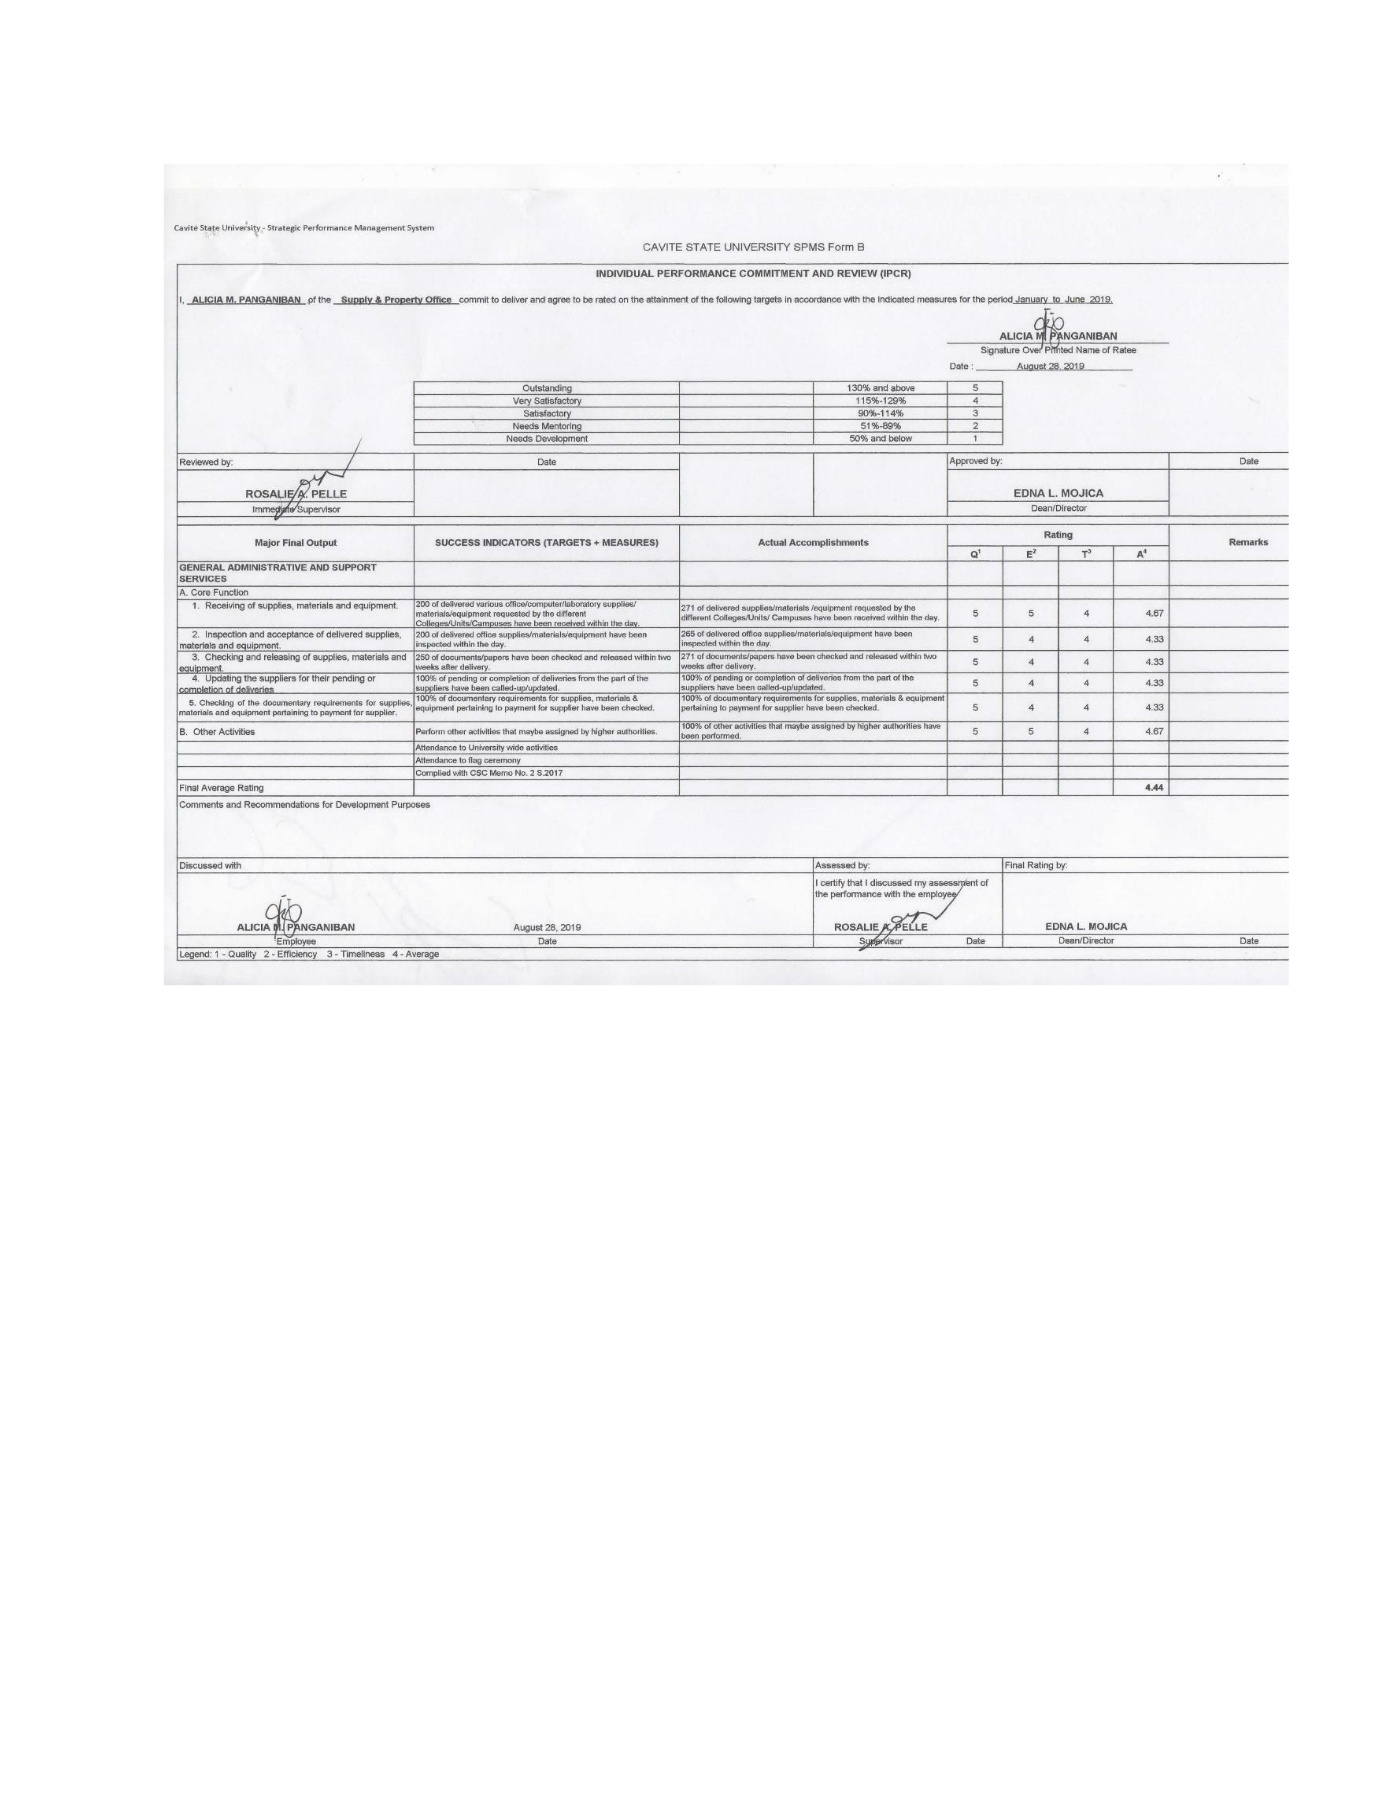 Cavite State University - Strategic Performance Management System
CAVITE STATE UNIVERSITY SPMS Form B
INDIVIDUAL PERFORMANCE COMMITMENT AND REVIEW (IPCR)
I, ALICIA M. PANGANIBAN of the Supply & Property Office commit to deliver and agree to be rated on the attainment of the following targets in accordance with the indicated measures for the period January to June 2019.
ALICIA M. PANGANIBAN
Signature Over Printed Name of Ratee
Date : August 28, 2019
Outstanding 130% and above 5
Very Satisfactory 115%-129% 4
Satisfactory 90%-114% 3
Needs Mentoring 51%-89% 2
Needs Development 50% and below 1
Reviewed by: Date Approved by: Date
ROSALIE A. PELLE EDNA L. MOJICA
Immediate Supervisor Dean/Director
Major Final Output SUCCESS INDICATORS (TARGETS + MEASURES) Actual Accomplishments Rating Remarks
Q¹ E² T³ A⁴
GENERAL ADMINISTRATIVE AND SUPPORT
SERVICES
A. Core Function
1. Receiving of supplies, materials and equipment.
200 of delivered various office/computer/laboratory supplies/
materials/equipment requested by the different
Colleges/Units/Campuses have been received within the day.
271 of delivered supplies/materials /equipment requested by the
different Colleges/Units/ Campuses have been received within the day.
5 5 4 4.67
2. Inspection and acceptance of delivered supplies,
materials and equipment.
200 of delivered office supplies/materials/equipment have been
inspected within the day.
265 of delivered office supplies/materials/equipment have been
inspected within the day.
5 4 4 4.33
3. Checking and releasing of supplies, materials and
equipment.
250 of documents/papers have been checked and released within two
weeks after delivery.
271 of documents/papers have been checked and released within two
weeks after delivery.
5 4 4 4.33
4. Updating the suppliers for their pending or
completion of deliveries
100% of pending or completion of deliveries from the part of the
suppliers have been called-up/updated.
100% of pending or completion of deliveries from the part of the
suppliers have been called-up/updated.
5 4 4 4.33
5. Checking of the documentary requirements for supplies,
materials and equipment pertaining to payment for supplier.
100% of documentary requirements for supplies, materials &
equipment pertaining to payment for supplier have been checked.
100% of documentary requirements for supplies, materials & equipment
pertaining to payment for supplier have been checked.
5 4 4 4.33
B. Other Activities
Perform other activities that maybe assigned by higher authorities.
100% of other activities that maybe assigned by higher authorities have
been performed.
5 5 4 4.67
Attendance to University wide activities
Attendance to flag ceremony
Complied with CSC Memo No. 2 S.2017
Final Average Rating 4.44
Comments and Recommendations for Development Purposes
Discussed with Assessed by: Final Rating by:
I certify that I discussed my assessment of
the performance with the employee
ALICIA M. PANGANIBAN August 28, 2019 ROSALIE A. PELLE EDNA L. MOJICA
Employee Date Supervisor Date Dean/Director Date
Legend: 1 - Quality 2 - Efficiency 3 - Timeliness 4 - Average